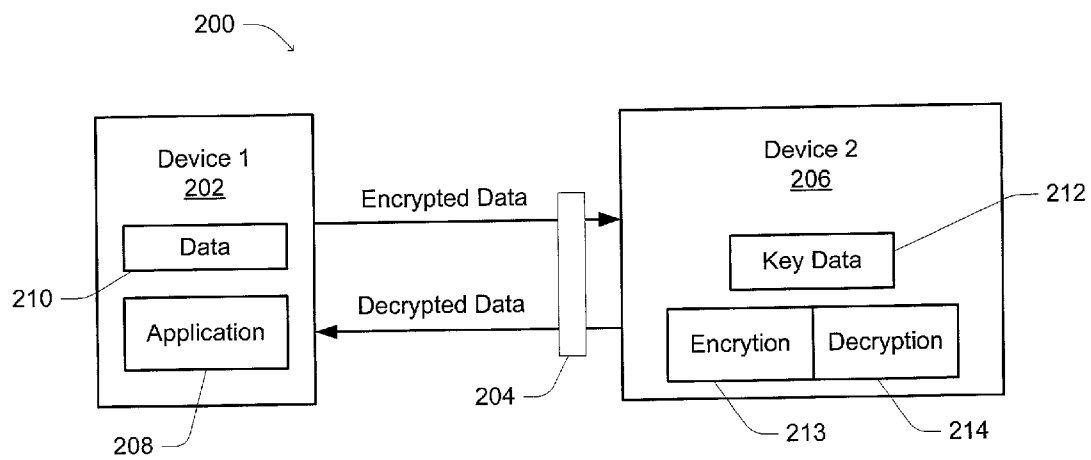 200
Device 1
202
Data
210
Application
208
Encrypted Data
Decrypted Data
204
Device 2
206
212
Key Data
Encrytion
Decryption
213
214